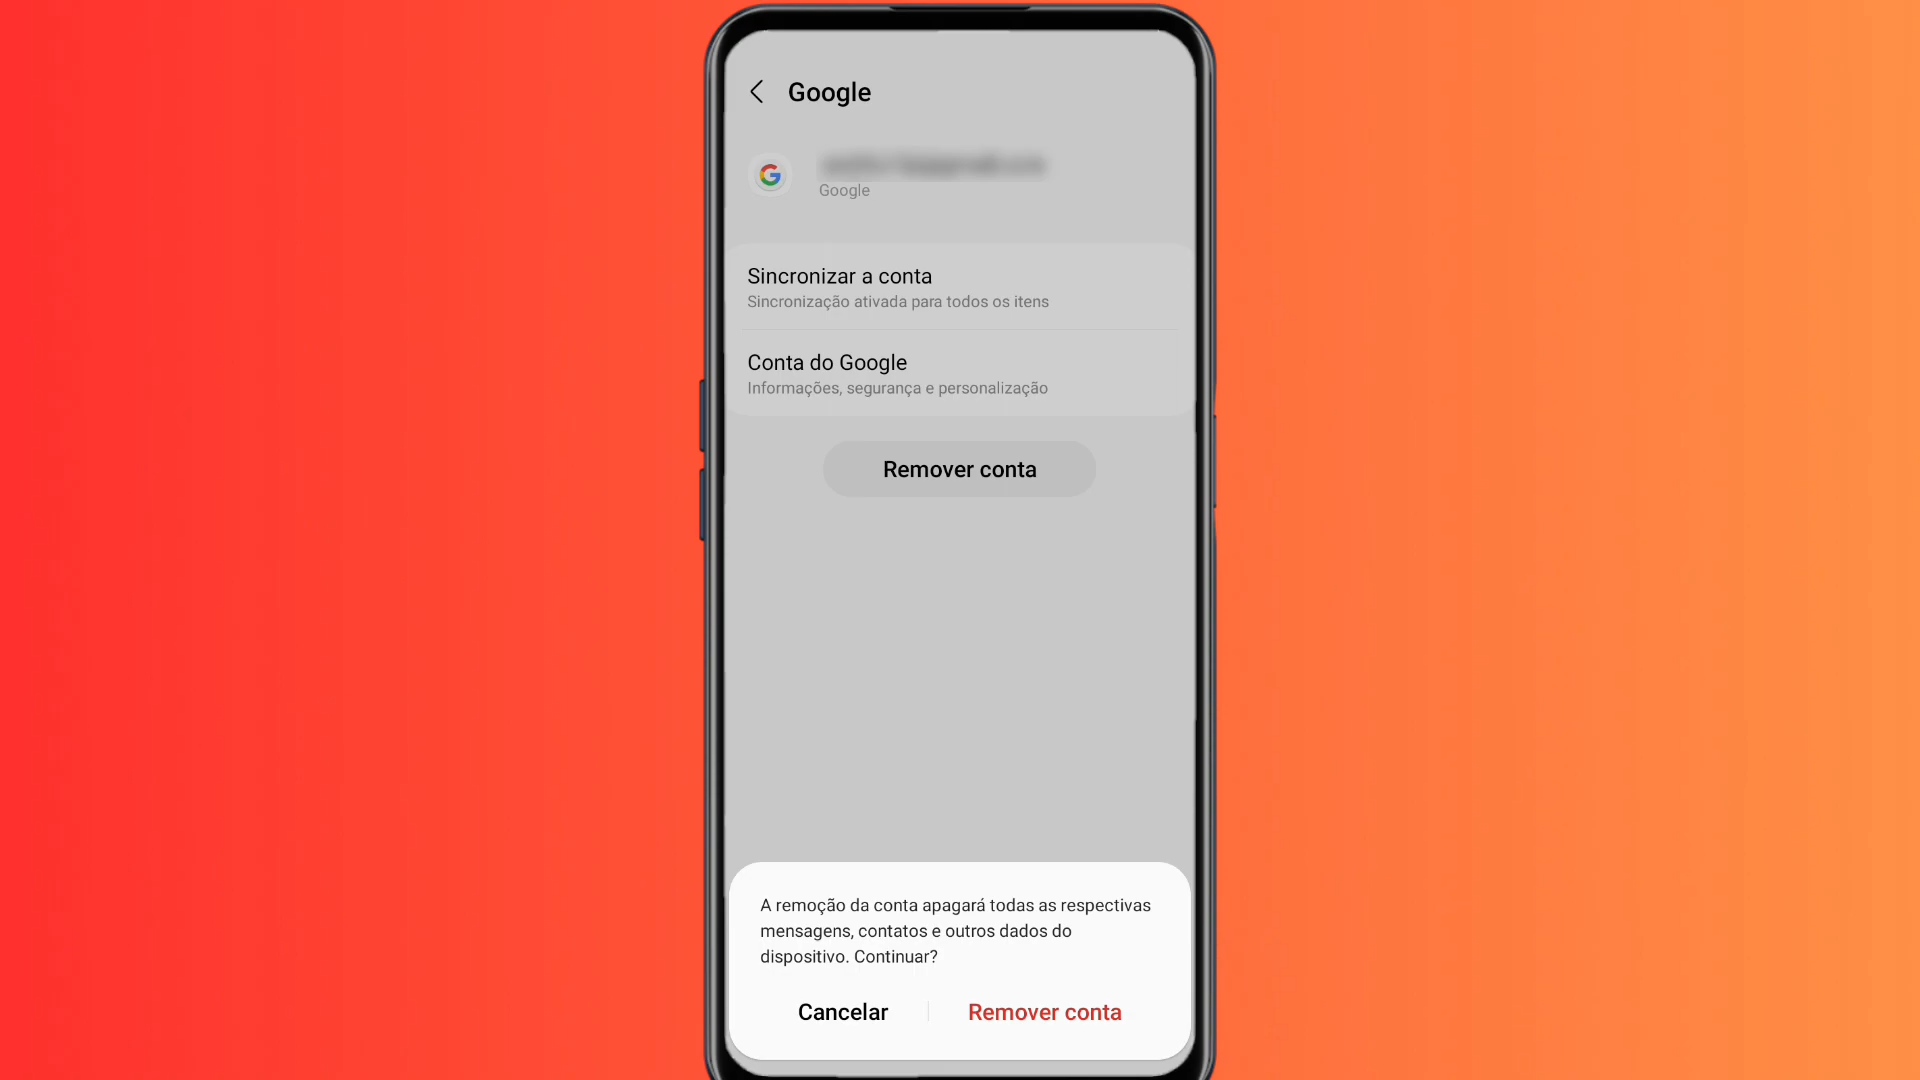 Google
Google
Sincronizar a conta
Sincronização ativada para todos os itens
Conta do Google
Informações, segurança e personalização
Remover conta
A remoção da conta apagará todas as respectivas
mensagens, contatos e outros dados do
dispositivo. Continuar?
Cancelar
Remover conta